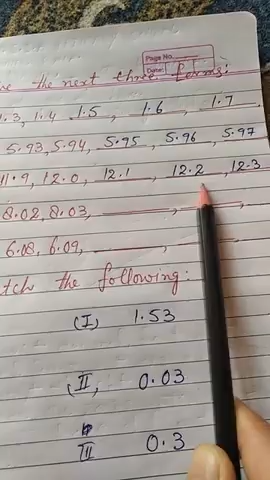 Page No.
Date:
the next three terms:
1.3, 1.4 1.5, 1.6, 1.7
5.93, 5.94, 5.95, 5.96, 5.97
11.9, 12.0, 12.1, 12.2, 12.3
8.02, 8.03,
6.08, 6.09,
the following:
(I) 1.53
II, 0.03
III 0.3